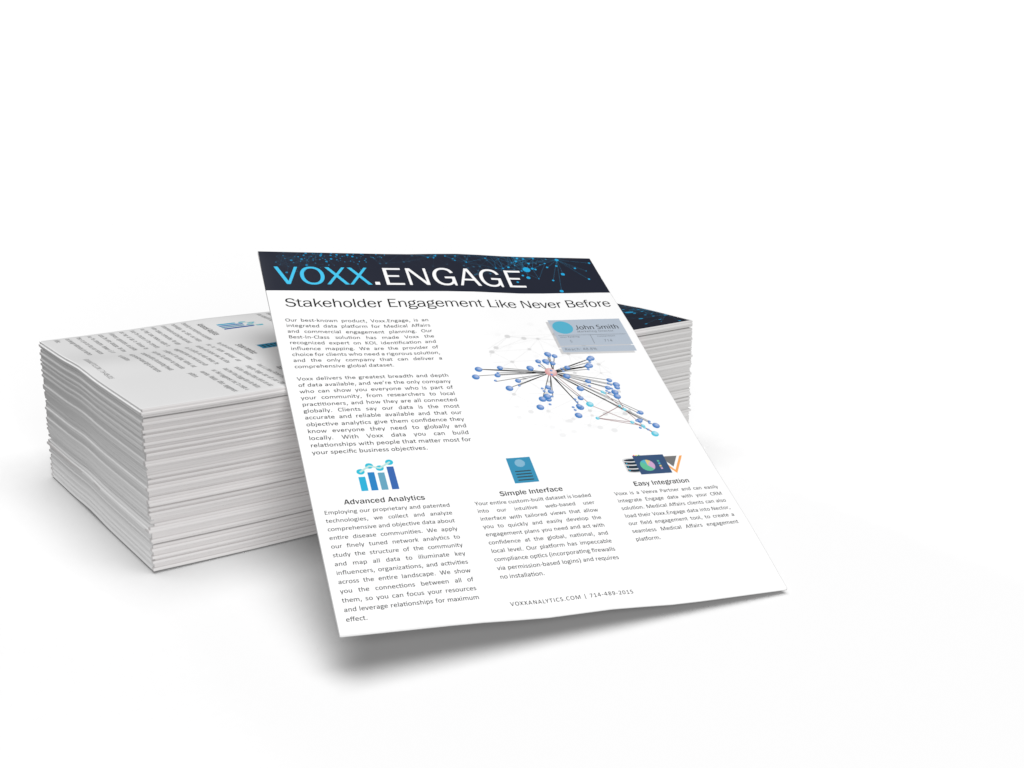 VOXX.ENGAGE
Stakeholder Engagement Like Never Before
Our best-known product, Voxx.Engage, is an
integrated data platform for Medical Affairs
and commercial engagement planning. Our
Best-in-Class solution has made Voxx the
recognized expert on KOL identification and
influence mapping. We are the provider of
choice for clients who need a rigorous solution,
and the only company that can deliver a
comprehensive global dataset.
Voxx delivers the greatest breadth and depth
of data available, and we're the only company
who can show you everyone who is part of
your community, from researchers to local
practitioners, and how they are all connected
globally. Clients say our data is the most
accurate and reliable available and that our
objective analytics give them confidence they
know everyone they need to globally and
locally. With Voxx data you can build
relationships with people that matter most for
your specific business objectives.
John Smith
Advanced Analytics
Employing our proprietary and patented
technologies, we collect and analyze
comprehensive and objective data about
entire disease communities. We apply
our finely tuned network analytics to
study the structure of the community
and map all data to illuminate key
influencers, organizations, and activities
across the entire landscape. We show
you the connections between all of
them, so you can focus your resources
and leverage relationships for maximum
effect.
Simple Interface
Your entire custom-built dataset is loaded
into our intuitive web-based user
interface with tailored views that allow
you to quickly and easily develop the
engagement plans you need and act with
confidence at the global, national, and
local level. Our platform has impeccable
compliance optics (incorporating firewalls
via permission-based logins) and requires
no installation.
Easy Integration
Voxx is a Veeva Partner and can easily
integrate Engage data with your CRM
solution. Medical Affairs clients can also
load their Voxx.Engage data into Nector,
our field engagement tool, to create a
seamless Medical Affairs engagement
platform.
VOXXANALYTICS.COM | 714-489-2015